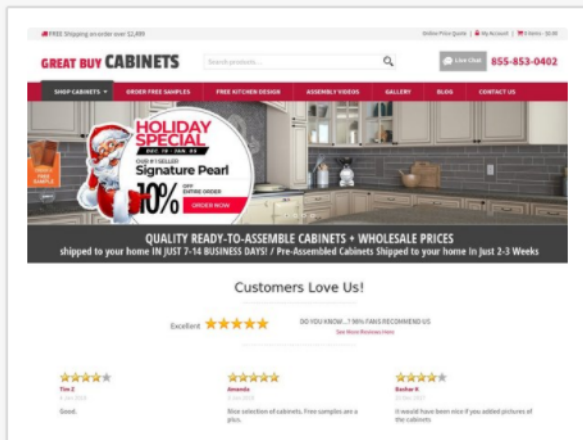 FREE Shipping on order over $2,499
Online Price Quote | My Account | 0 items - $0.00
GREAT BUY CABINETS
Search products...
Live Chat
855-853-0402
SHOP CABINETS ORDER FREE SAMPLES FREE KITCHEN DESIGN ASSEMBLY VIDEOS GALLERY BLOG CONTACT US
HOLIDAY
SPECIAL
OUR #1 SELLER
Signature Pearl
10% OFF
ENTIRE ORDER
ORDER NOW
FREE
SAMPLE
QUALITY READY-TO-ASSEMBLE CABINETS + WHOLESALE PRICES
shipped to your home IN JUST 7-14 BUSINESS DAYS! / Pre-Assembled Cabinets Shipped to your home in Just 2-3 Weeks
Customers Love Us!
Excellent
DO YOU KNOW...? 98% FANS RECOMMEND US
See More Reviews Here
Tim Z
Amanda
Bashar K
Good.
Nice selection of cabinets. Free samples are a
plus.
It would have been nice if you added pictures of
the cabinets